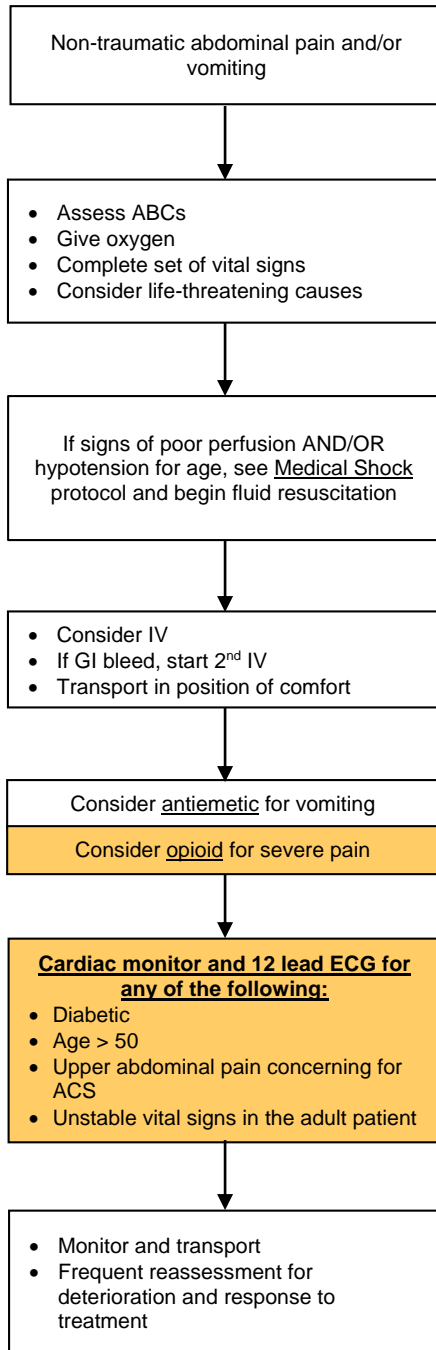 Non-traumatic abdominal pain and/or
vomiting
• Assess ABCs
• Give oxygen
• Complete set of vital signs
• Consider life-threatening causes
If signs of poor perfusion AND/OR
hypotension for age, see Medical Shock
protocol and begin fluid resuscitation
• Consider IV
• If GI bleed, start 2nd IV
• Transport in position of comfort
Consider antiemetic for vomiting
Consider opioid for severe pain
Cardiac monitor and 12 lead ECG for
any of the following:
• Diabetic
• Age > 50
• Upper abdominal pain concerning for
ACS
• Unstable vital signs in the adult patient
• Monitor and transport
• Frequent reassessment for
deterioration and response to
treatment